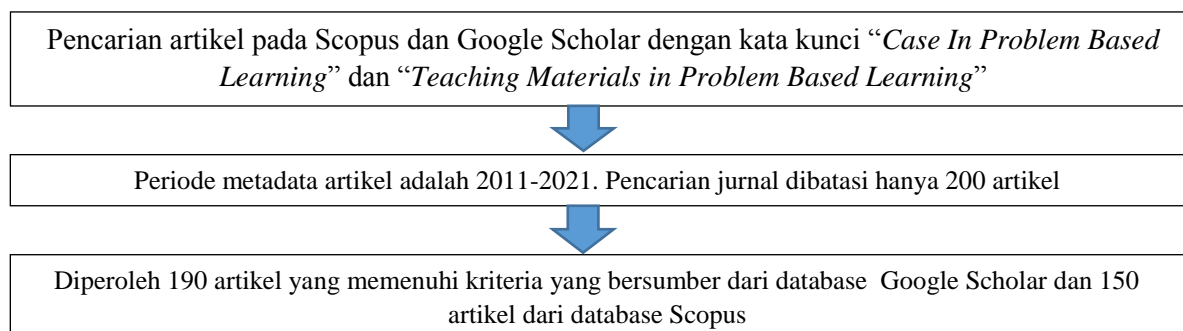 Pencarian artikel pada Scopus dan Google Scholar dengan kata kunci “Case In Problem Based
Learning” dan “Teaching Materials in Problem Based Learning”
Periode metadata artikel adalah 2011-2021. Pencarian jurnal dibatasi hanya 200 artikel
Diperoleh 190 artikel yang memenuhi kriteria yang bersumber dari database Google Scholar dan 150
artikel dari database Scopus